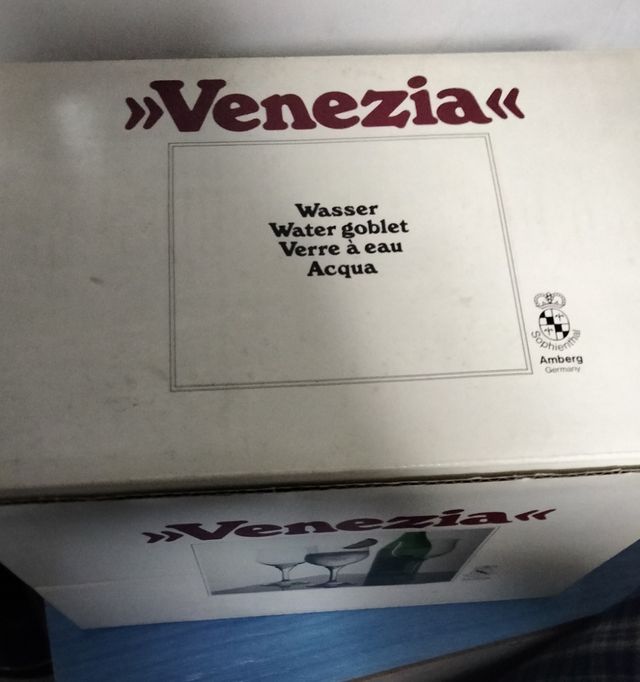 »Venezia«
Wasser
Water goblet
Verre à eau
Acqua
Sophienthal
Amberg
Germany
»Venezia«